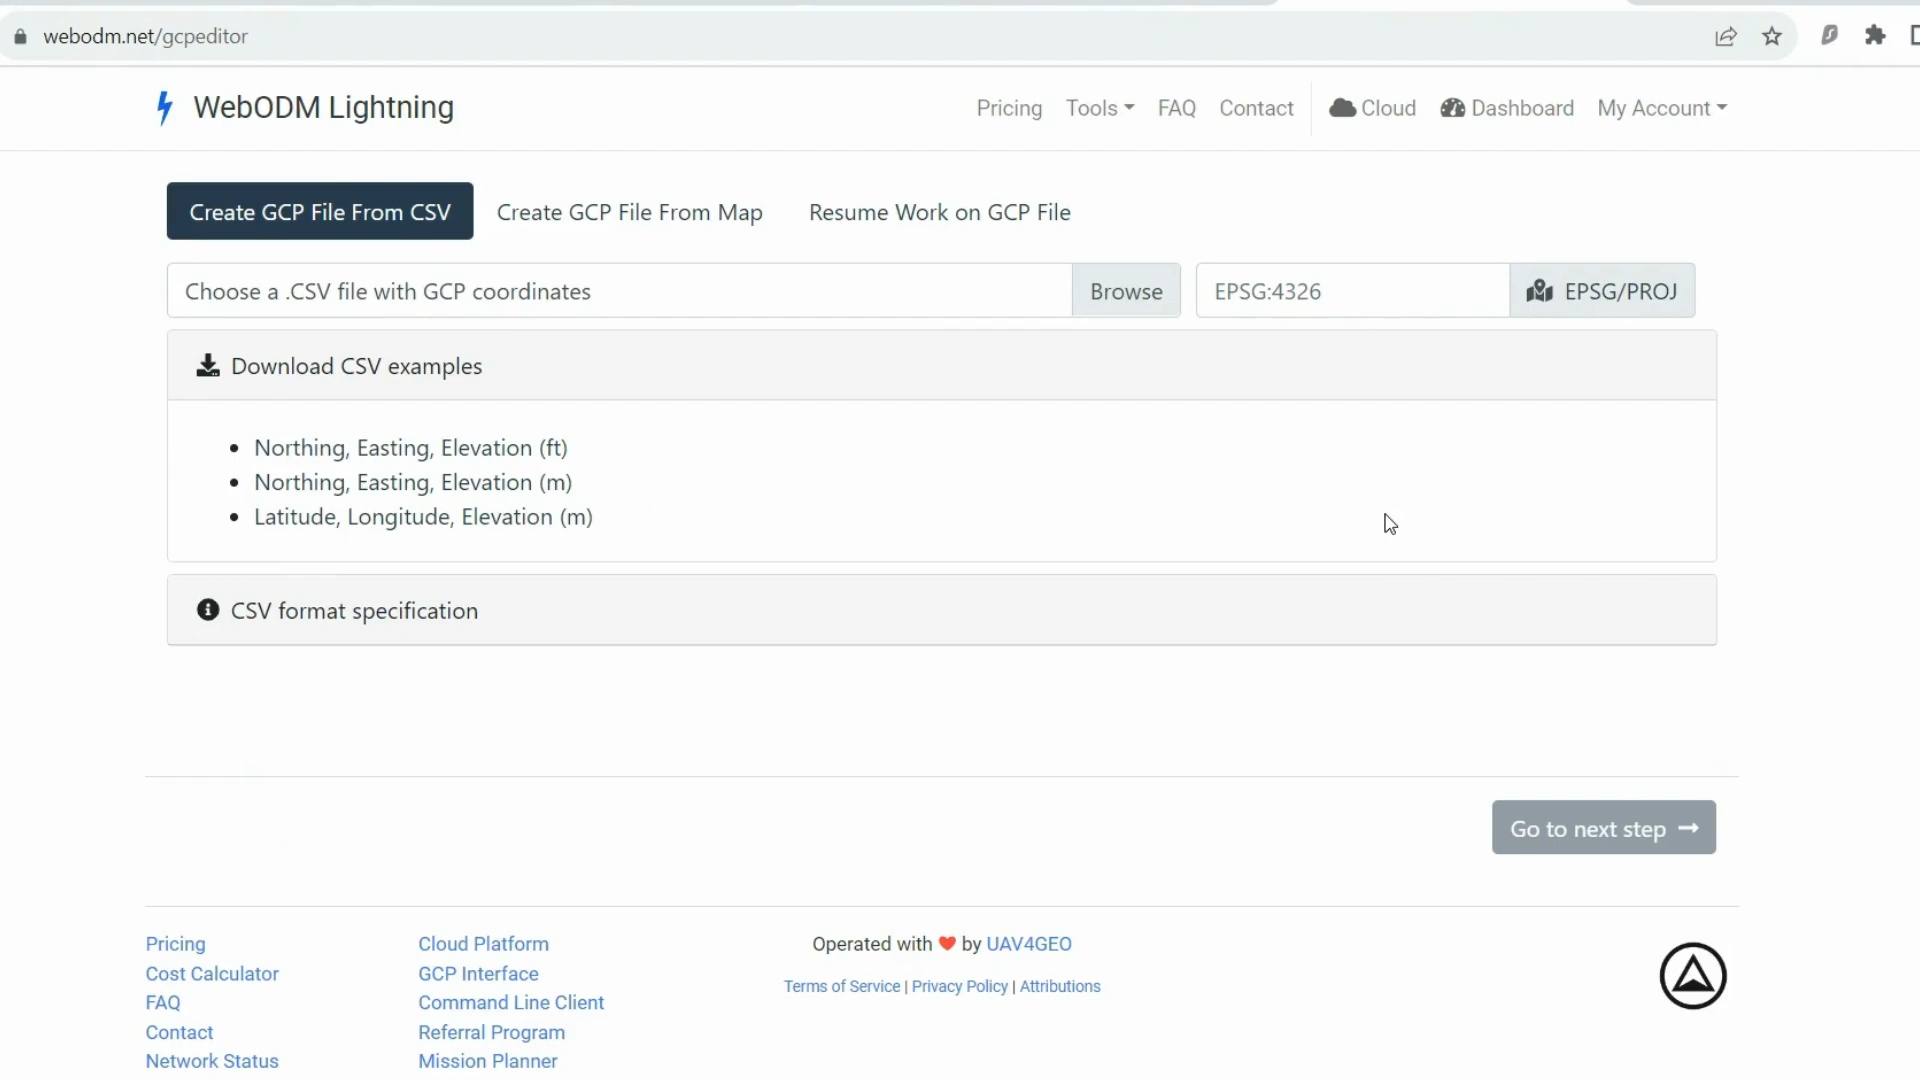 webodm.net/gcpeditor
WebODM Lightning
Pricing Tools FAQ Contact Cloud Dashboard My Account
Create GCP File From CSV Create GCP File From Map Resume Work on GCP File
Choose a .CSV file with GCP coordinates Browse EPSG:4326 EPSG/PROJ
Download CSV examples
Northing, Easting, Elevation (ft)
Northing, Easting, Elevation (m)
Latitude, Longitude, Elevation (m)
CSV format specification
Go to next step
Pricing
Cost Calculator
FAQ
Contact
Network Status
Cloud Platform
GCP Interface
Command Line Client
Referral Program
Mission Planner
Operated with ❤ by UAV4GEO
Terms of Service | Privacy Policy | Attributions